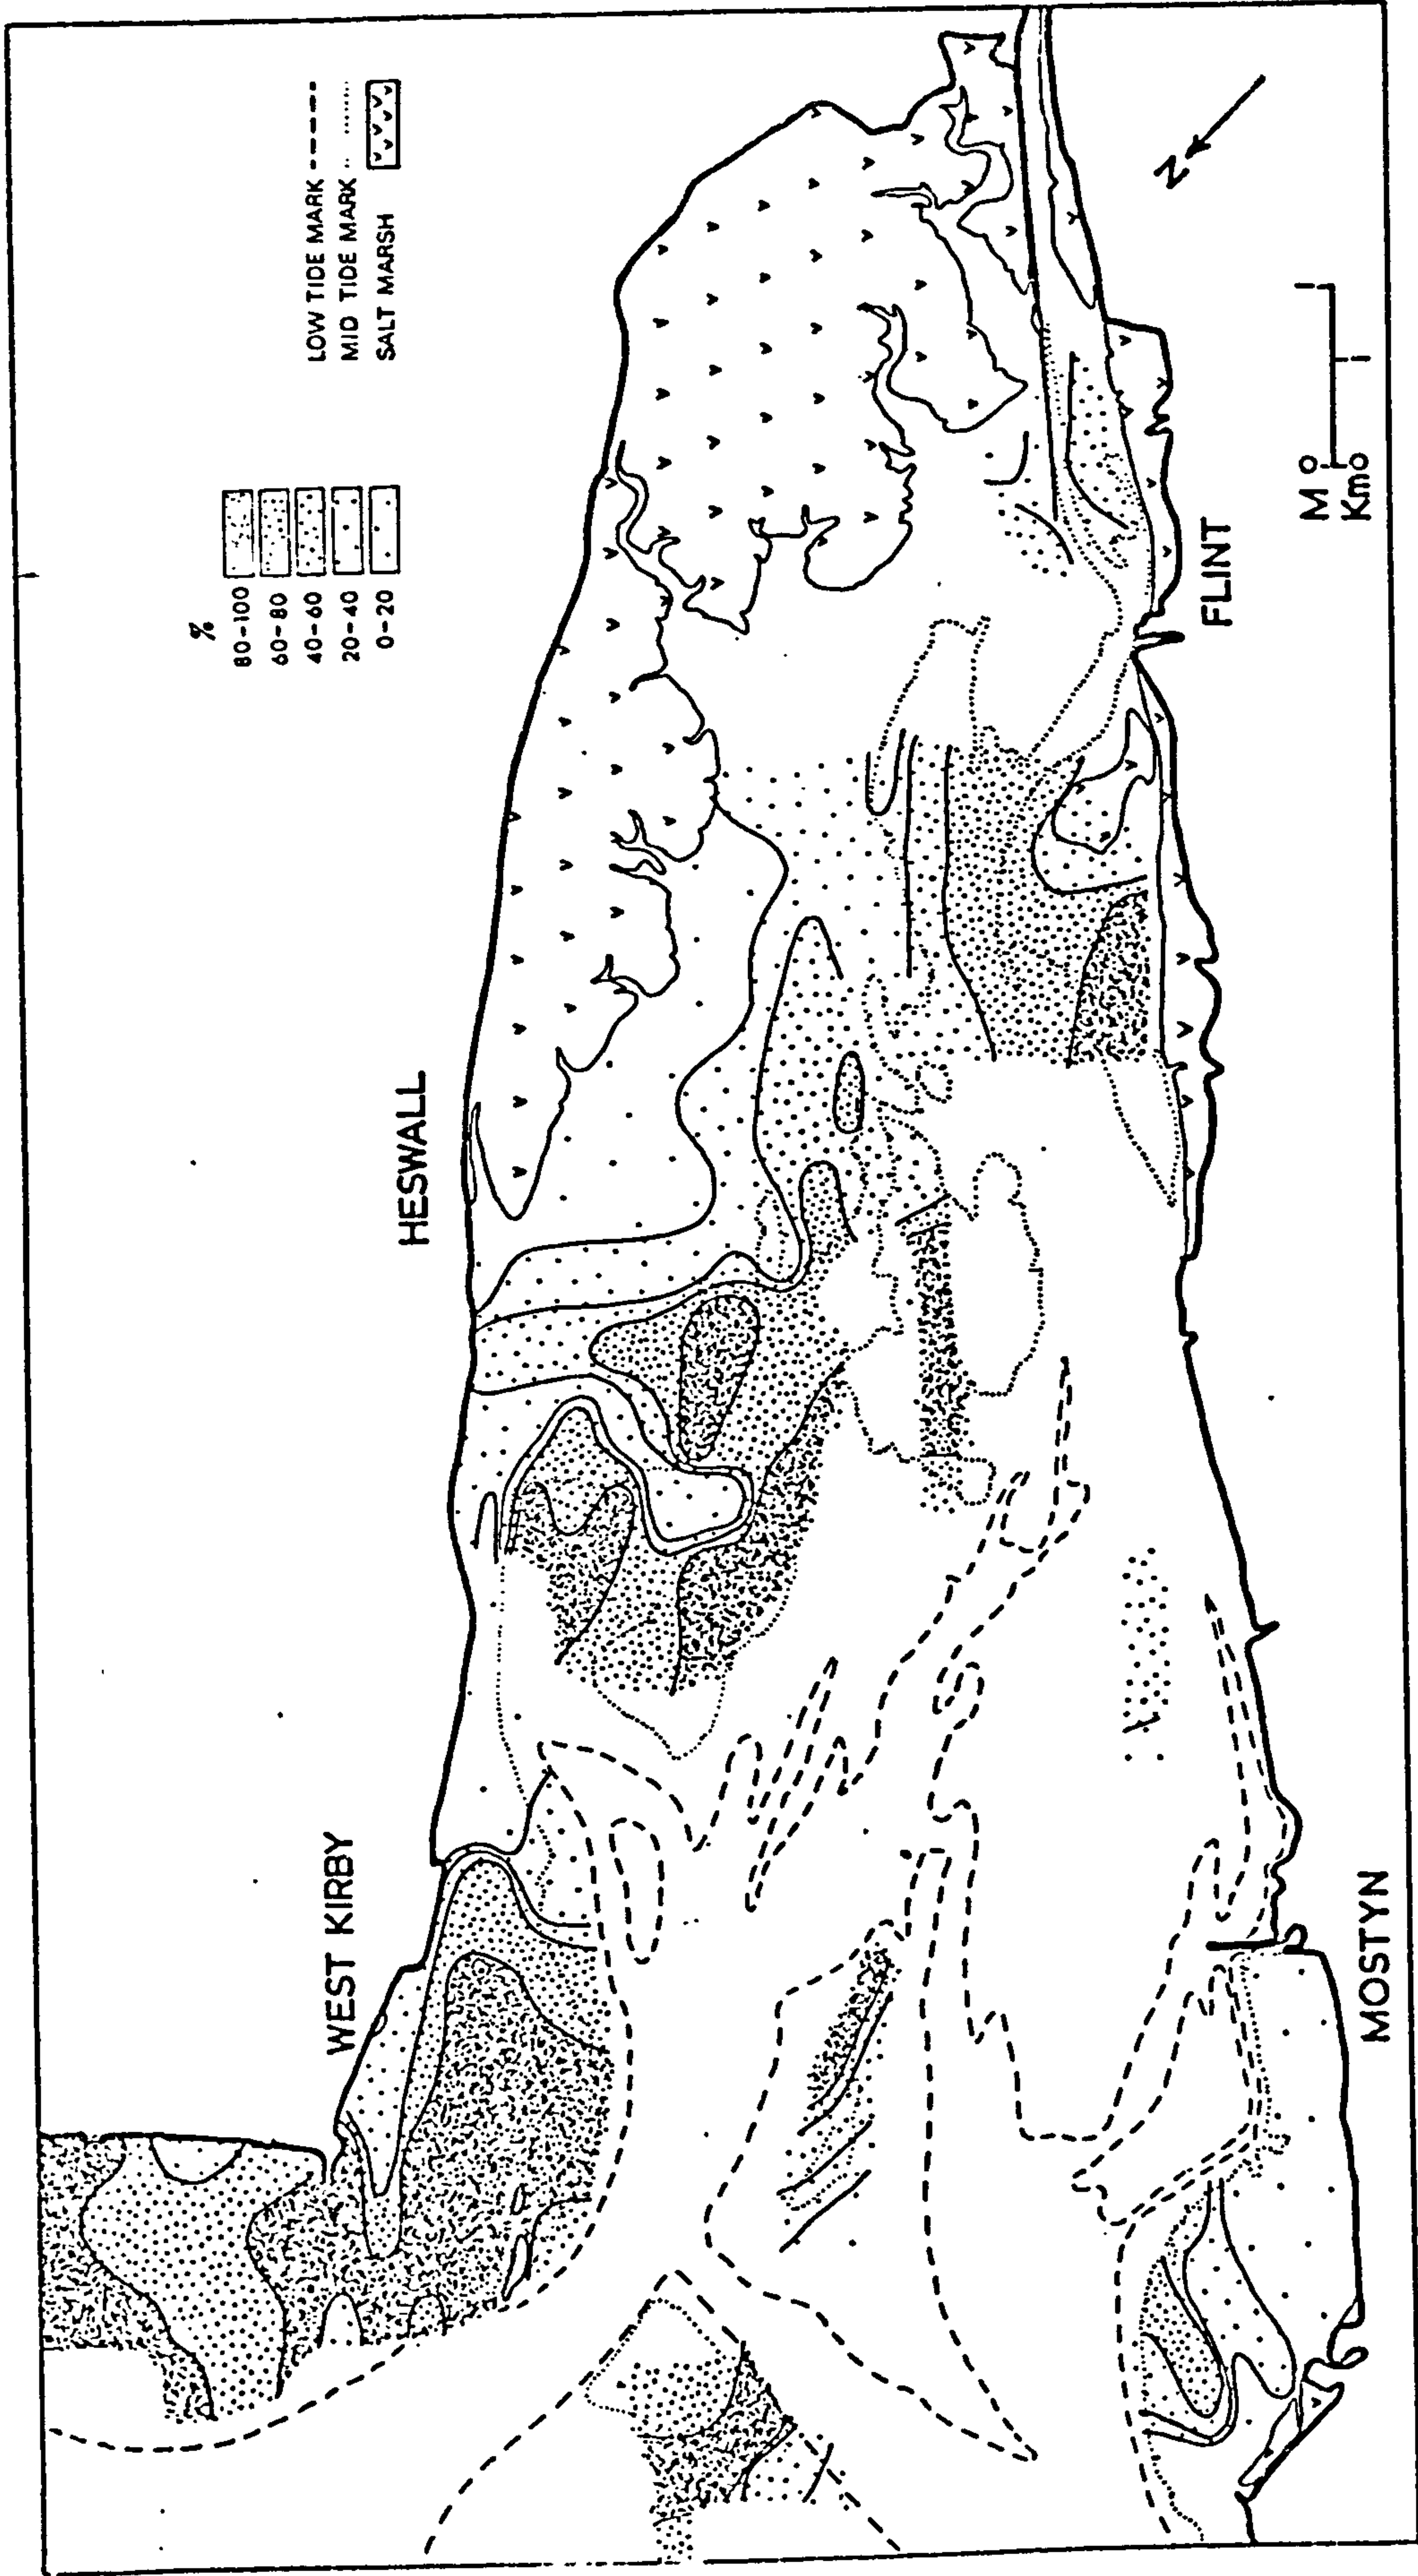 LOW TIDE MARK
MID TIDE MARK
SALT MARSH
%
80-100
60-80
40-60
20-40
0-20
HESWALL
WEST KIRBY
FLINT
MOSTYN
N
M 0 1
Km 0 1